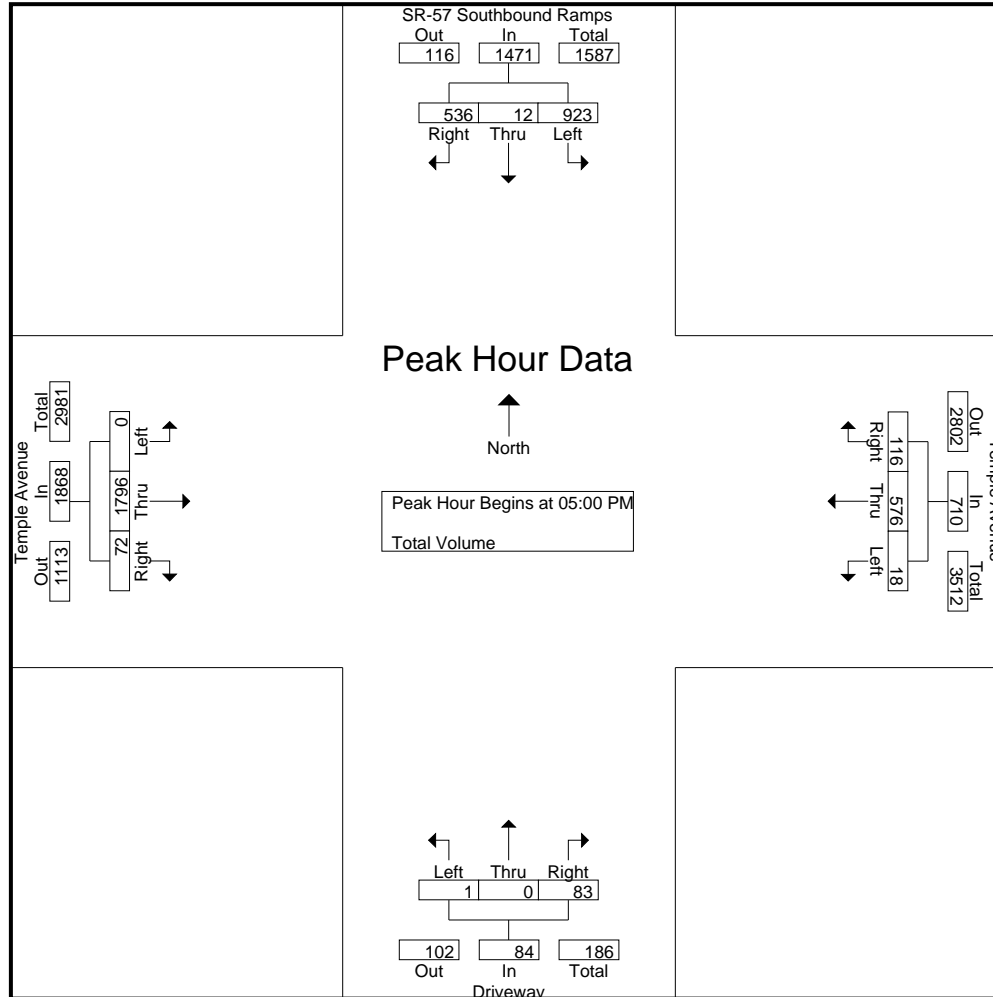 SR-57 Southbound Ramps
Out In Total
116 1471 1587
536 12 923
Right Thru Left
Peak Hour Data
North
Peak Hour Begins at 05:00 PM
Total Volume
Temple Avenue
Total In Out
2981 1868 1113
0 1796 72
Left Thru Right
Right Thru Left
116 576 18
Out In Total
2802 710 3512
Left Thru Right
1 0 83
102 84 186
Out In Total
Driveway